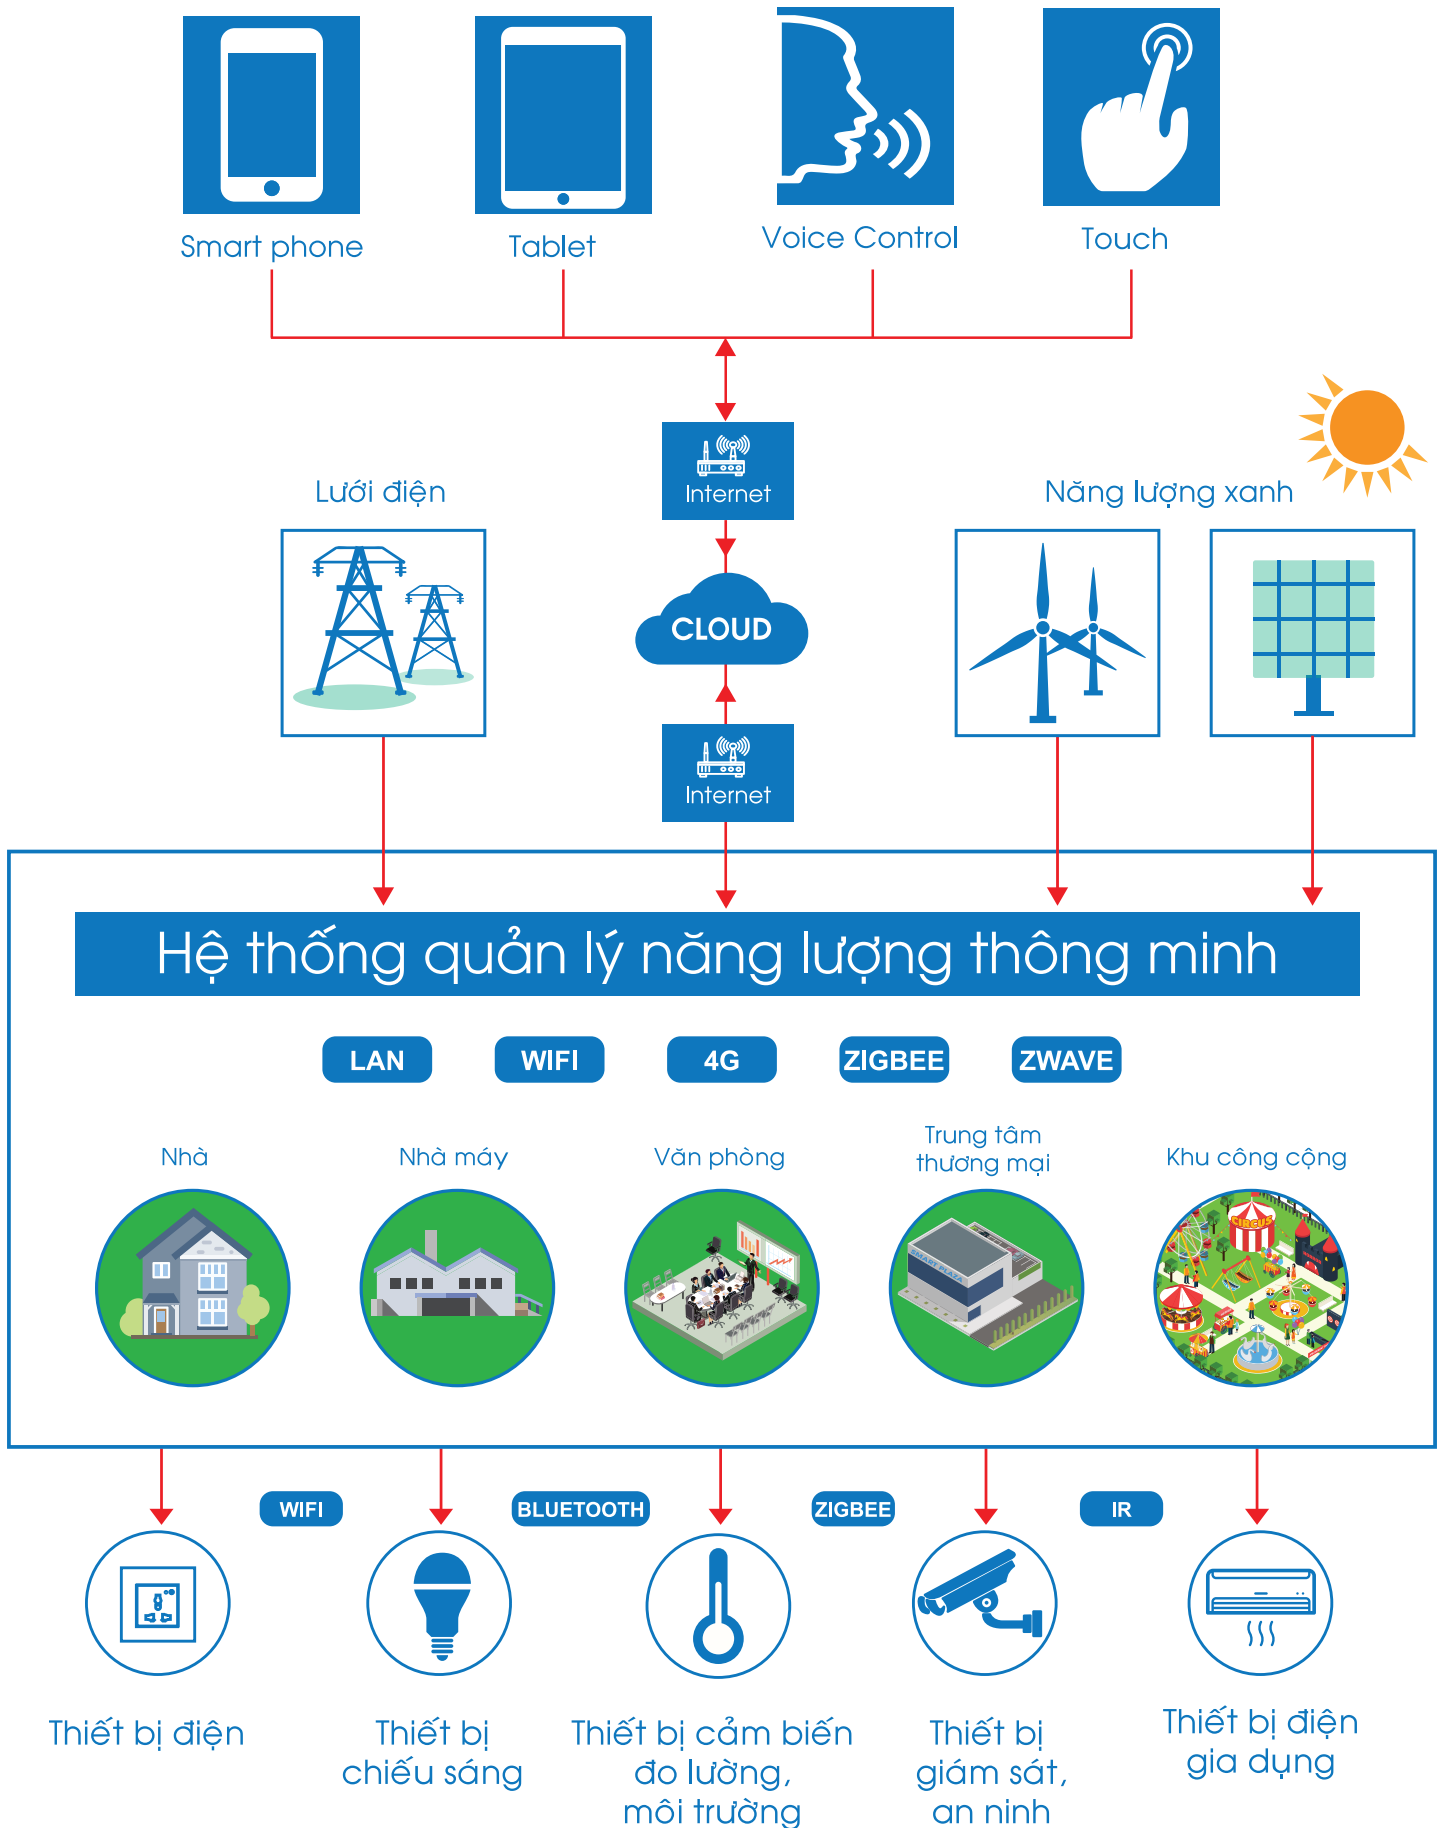 Smart phone
Tablet
Voice Control
Touch
Internet
Lưới điện
Năng lượng xanh
CLOUD
Internet
Hệ thống quản lý năng lượng thông minh
LAN
WIFI
4G
ZIGBEE
ZWAVE
Nhà
Nhà máy
Văn phòng
Trung tâm
thương mại
Khu công cộng
SMART PLAZA
CIRCUS
WIFI
BLUETOOTH
ZIGBEE
IR
Thiết bị điện
Thiết bị
chiếu sáng
Thiết bị cảm biến
đo lường,
môi trường
Thiết bị
giám sát,
an ninh
Thiết bị điện
gia dụng